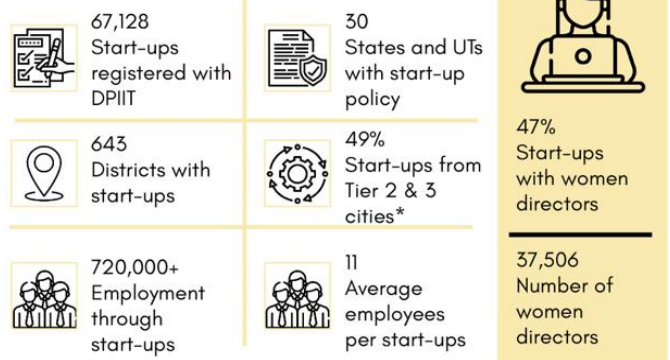 67,128
Start-ups
registered with
DPIIT
30
States and UTs
with start-up
policy
643
Districts with
start-ups
49%
Start-ups from
Tier 2 & 3
cities*
720,000+
Employment
through
start-ups
11
Average
employees
per start-ups
47%
Start-ups
with women
directors
37,506
Number of
women
directors